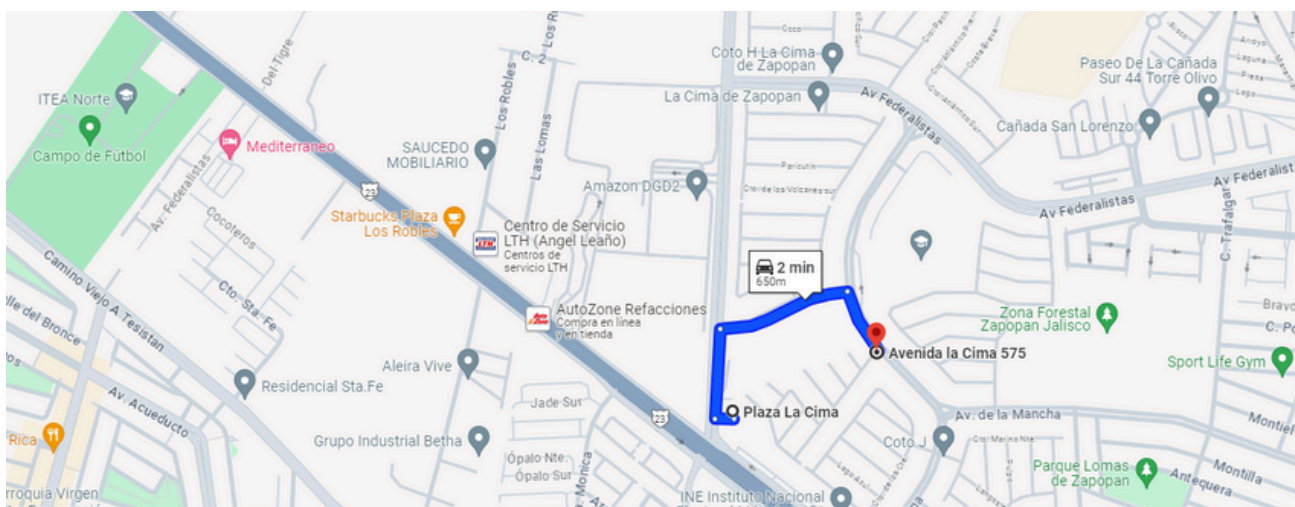 ITEA Norte
Campo de Fútbol
Del Tigre
Mediterraneo
Av. Federalistas
Cocoteros
Cto. Sta. Fe
Camino Viejo A Tesistan
Av. Acueducto
Residencial Sta.Fe
Rica
C. 2
Los Robles
Las Lomas
SAUCEDO
MOBILIARIO
23
Starbucks Plaza
Los Robles
LTH
Centro de Servicio
LTH (Angel Leaño)
Centros de
servicio LTH
AutoZone Refacciones
Compra en línea
y en tienda
Aleira Vive
Jade Sur
Grupo Industrial Betha
Ópalo Nte.
Ópalo Sur
23
Amazon DGD2
Coto H La Cima
de Zapopan
La Cima de Zapopan
Av Federalistas
Paricutín
Paseo De La Cañada
Sur 44 Torre Olivo
Cañada San Lorenzo
Av Federalistas
Av Federalistas
C. Trafalgar
2 min
650m
Avenida la Cima 575
Plaza La Cima
Zona Forestal
Zapopan Jalisco
Sport Life Gym
Av. de la Mancha
Coto J
Parque Lomas
de Zapopan
Montilla
Antequera
INE Instituto Nacional